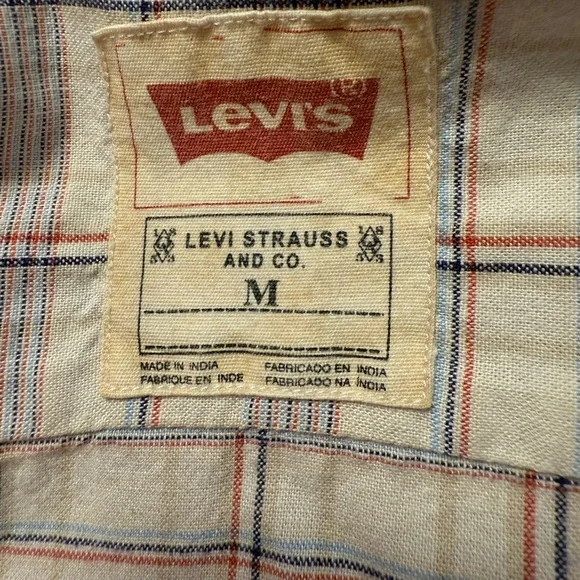 Levi's®
LEVI STRAUSS
AND CO.
M
MADE IN INDIA FABRICADO EN INDIA
FABRIQUE EN INDE FABRICADO NA INDIA